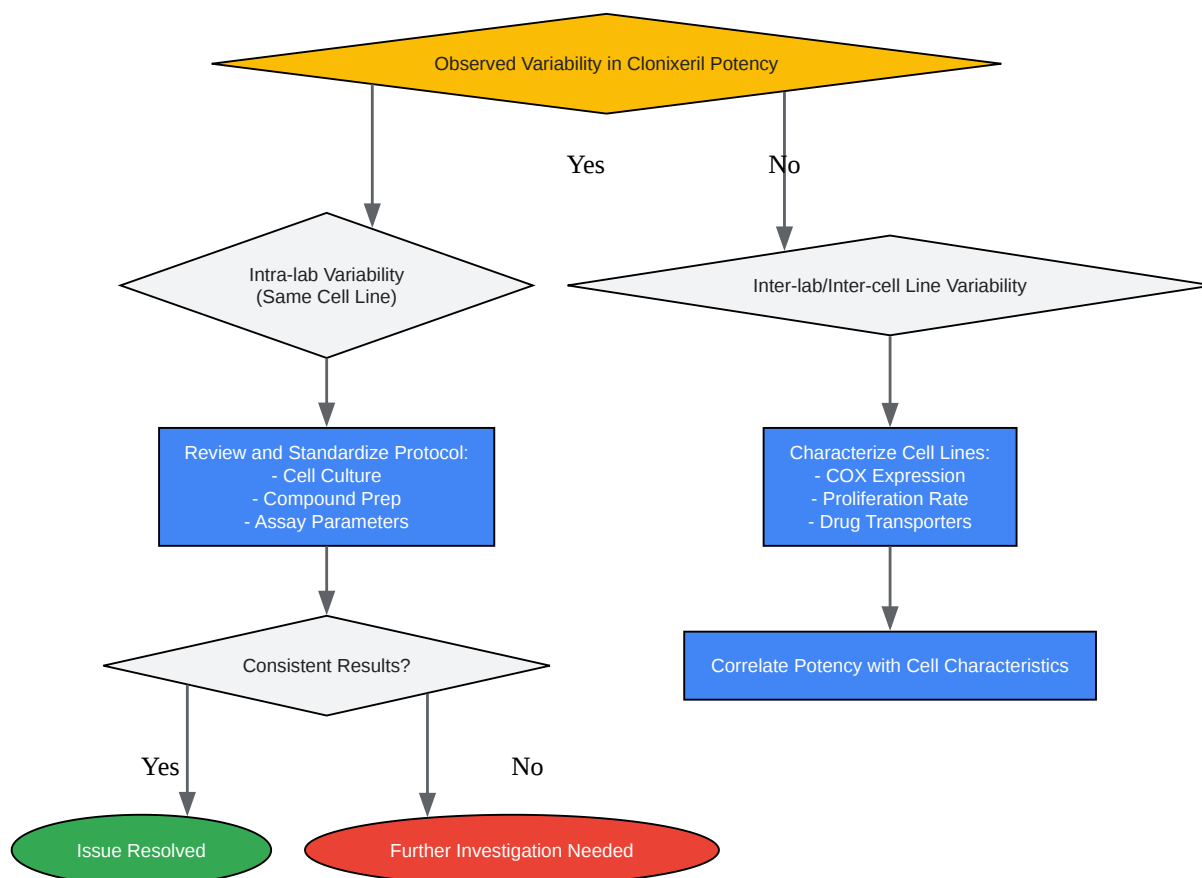 Observed Variability in Clonixeril Potency
Yes
No
Intra-lab Variability
(Same Cell Line)
Inter-lab/Inter-cell Line Variability
Review and Standardize Protocol:
- Cell Culture
- Compound Prep
- Assay Parameters
Characterize Cell Lines:
- COX Expression
- Proliferation Rate
- Drug Transporters
Consistent Results?
Correlate Potency with Cell Characteristics
Yes
No
Issue Resolved
Further Investigation Needed